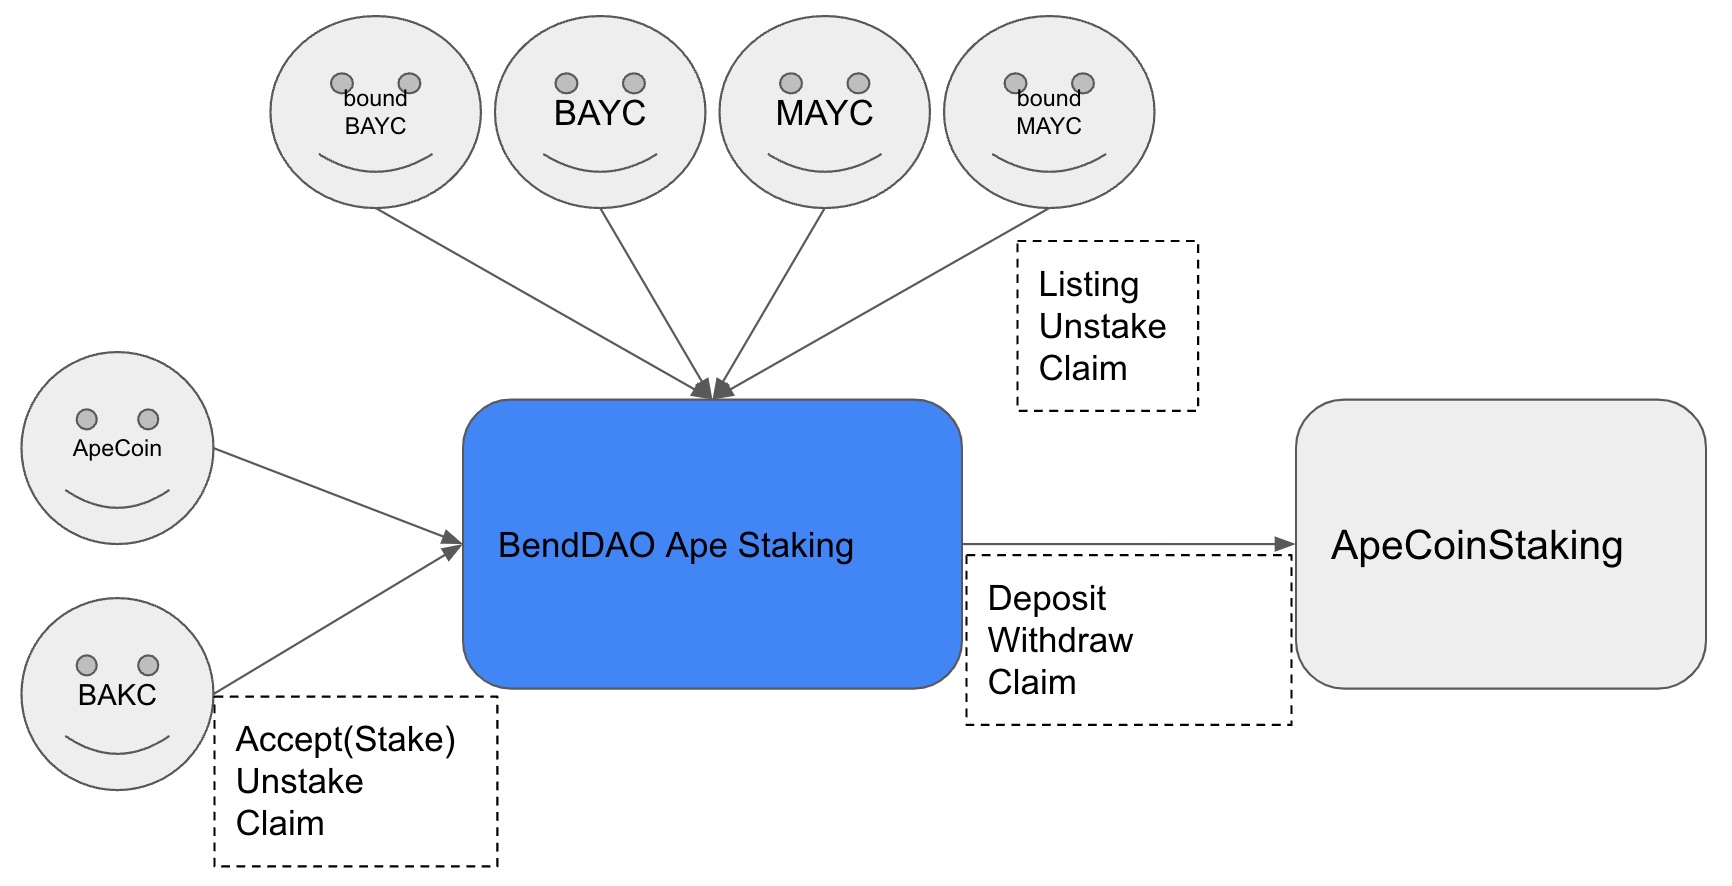 bound
BAYC
BAYC
MAYC
bound
MAYC
Listing
Unstake
Claim
ApeCoin
BendDAO Ape Staking
ApeCoinStaking
Deposit
Withdraw
Claim
BAKC
Accept(Stake)
Unstake
Claim